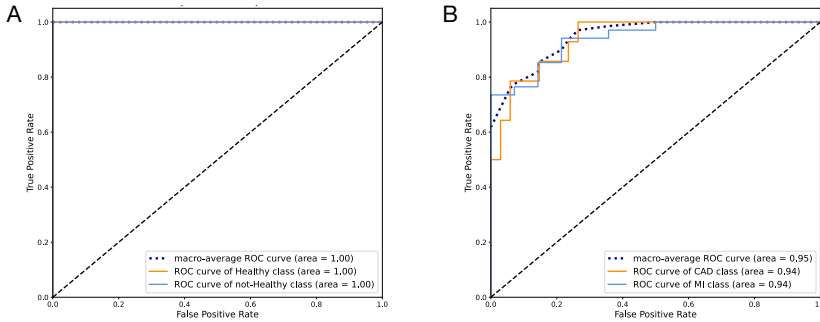 A
1.0
0.8
0.6
0.4
0.2
0.0
True Positive Rate
macro-average ROC curve (area = 1.00)
ROC curve of Healthy class (area = 1.00)
ROC curve of not-Healthy class (area = 1.00)
0.0 0.2 0.4 0.6 0.8 1.0
False Positive Rate
B
1.0
0.8
0.6
0.4
0.2
0.0
True Positive Rate
macro-average ROC curve (area = 0.95)
ROC curve of CAD class (area = 0.94)
ROC curve of MI class (area = 0.94)
0.0 0.2 0.4 0.6 0.8 1.0
False Positive Rate